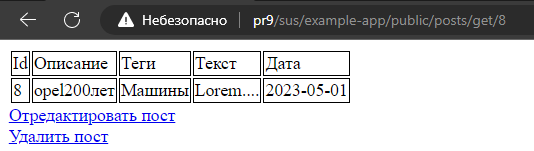 Небезопасно pr9/sus/example-app/public/posts/get/8
Id Описание Теги Текст Дата
8 opel200лет Машины Lorem.... 2023-05-01
Отредактировать пост
Удалить пост